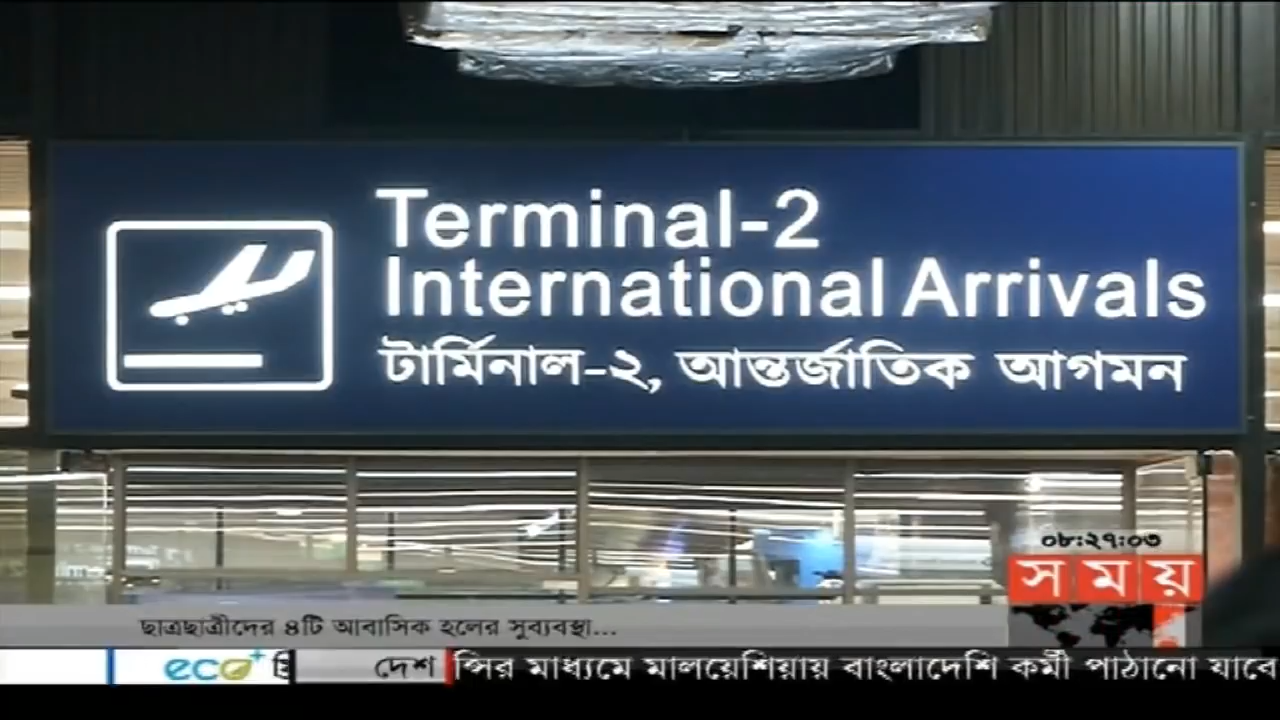 Terminal-2
International Arrivals
টার্মিনাল-২, আন্তর্জাতিক আগমন
০৮:২৭:০৩
সময়
ছাত্রছাত্রীদের ৪টি আবাসিক হলের সুব্যবস্থা...
eco+ দেশ ন্সির মাধ্যমে মালয়েশিয়ায় বাংলাদেশি কর্মী পাঠানো যাবে